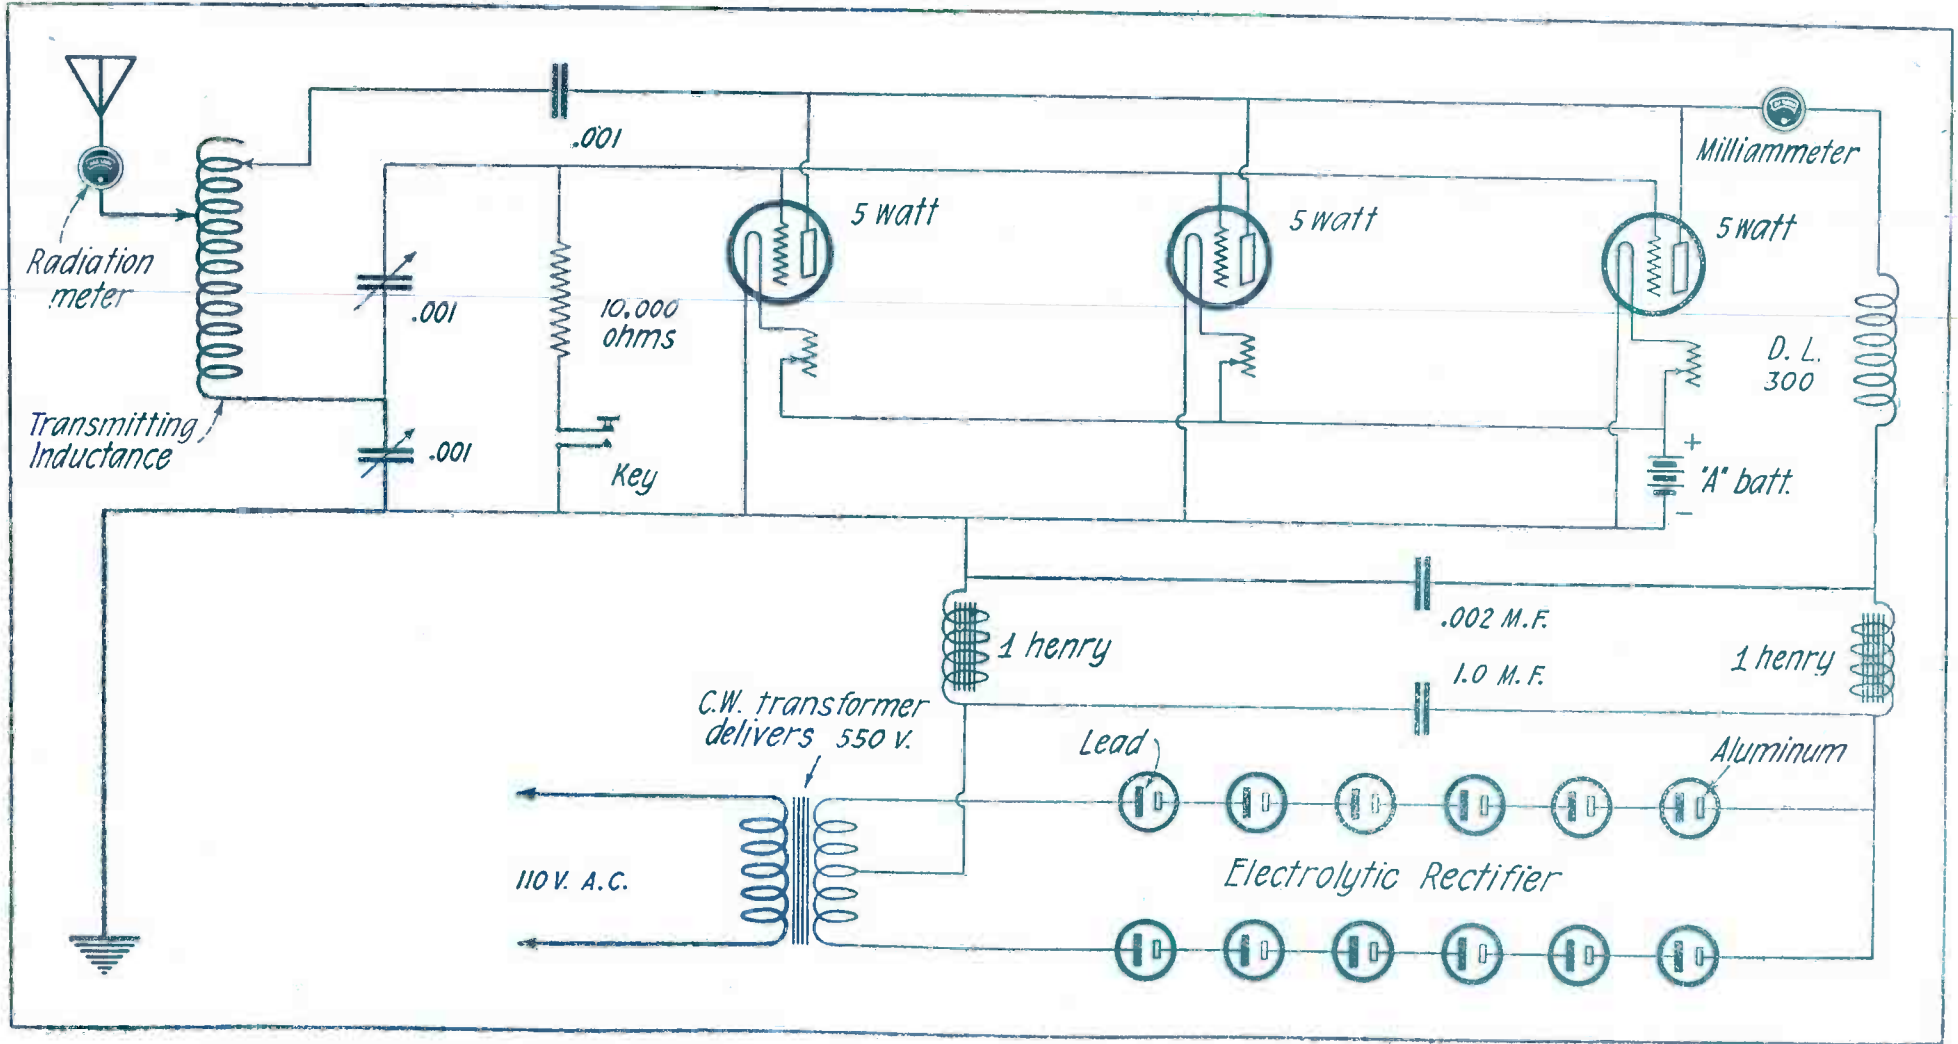 .001
Milliammeter
5 watt
5 watt
5 watt
Radiation
meter
.001
10,000
ohms
D. L.
300
Transmitting
Inductance
.001
Key
+
"A" batt.
−
.002 M.F.
1 henry
1 henry
1.0 M.F.
C.W. transformer
delivers 550 V.
Lead
Aluminum
110 V. A.C.
Electrolytic Rectifier